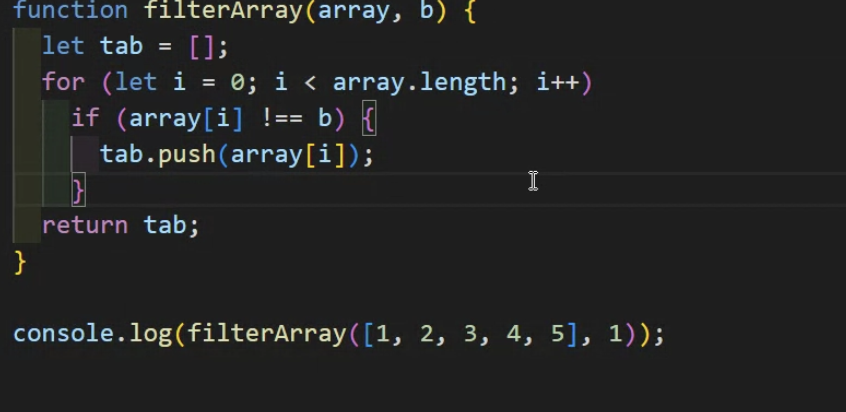 function filterArray(array, b) {
  let tab = [];
  for (let i = 0; i < array.length; i++)
    if (array[i] !== b) {
      tab.push(array[i]);
    }
  return tab;
}
console.log(filterArray([1, 2, 3, 4, 5], 1));